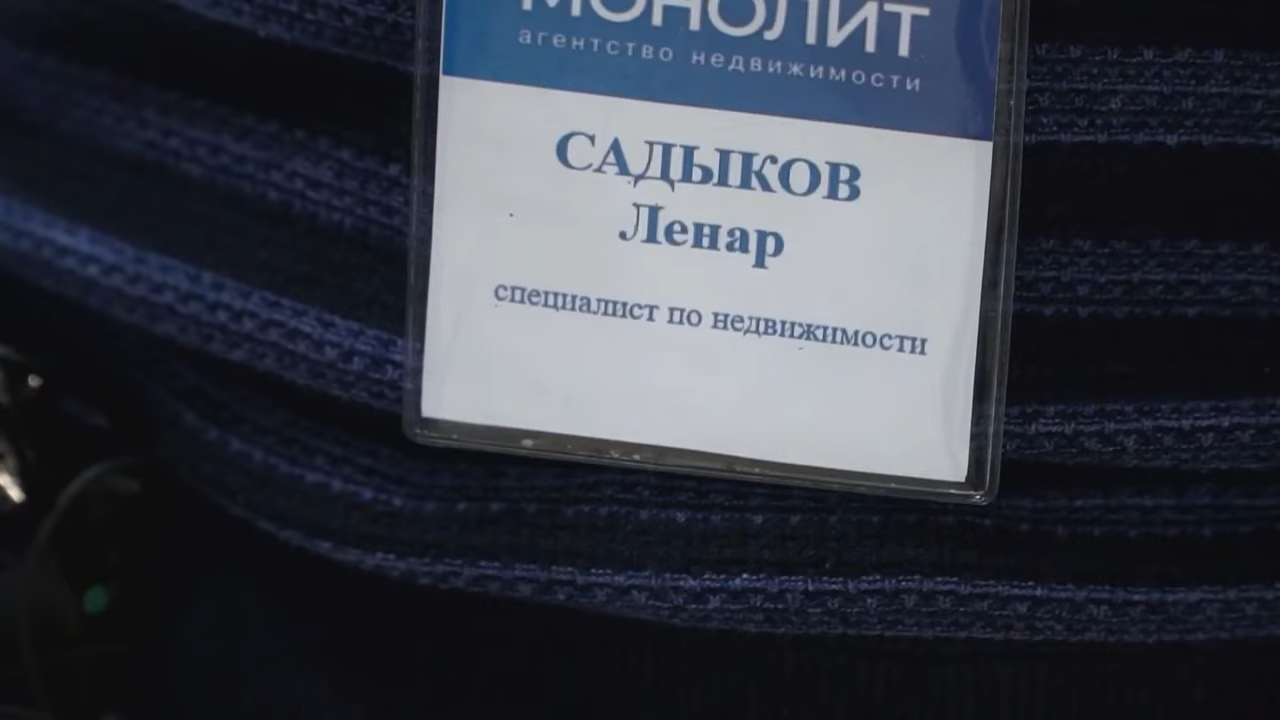 МОНОЛИТ
агентство недвижимости
САДЫКОВ
Ленар
специалист по недвижимости